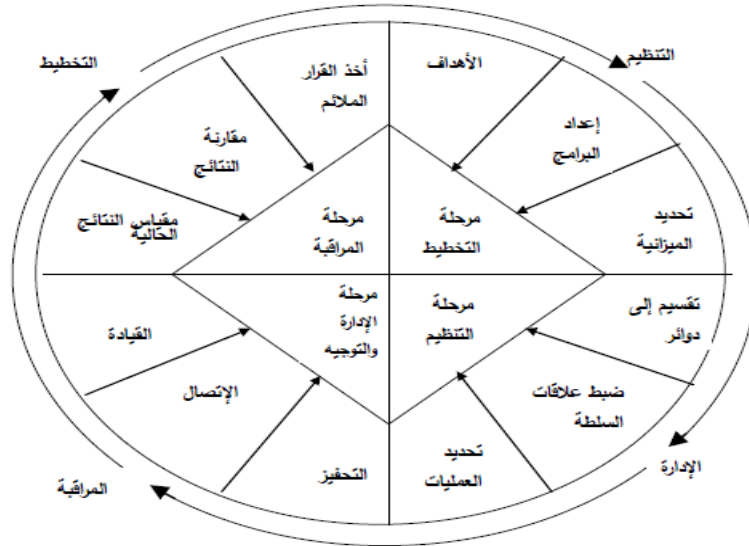 التنظيم
التخطيط
الأهداف
أخذ القرار
الملائم
إعداد
البرامج
مقارنة
النتائج
تحديد
الميزانية
مقياس النتائج
الحالية
مرحلة
التخطيط
مرحلة
المراقبة
مرحلة
التنظيم
مرحلة
الإدارة
والتوجيه
تقسيم إلى
دوائر
القيادة
ضبط علاقات
السلطة
الإتصال
تحديد
العمليات
التحفيز
الإدارة
المراقبة